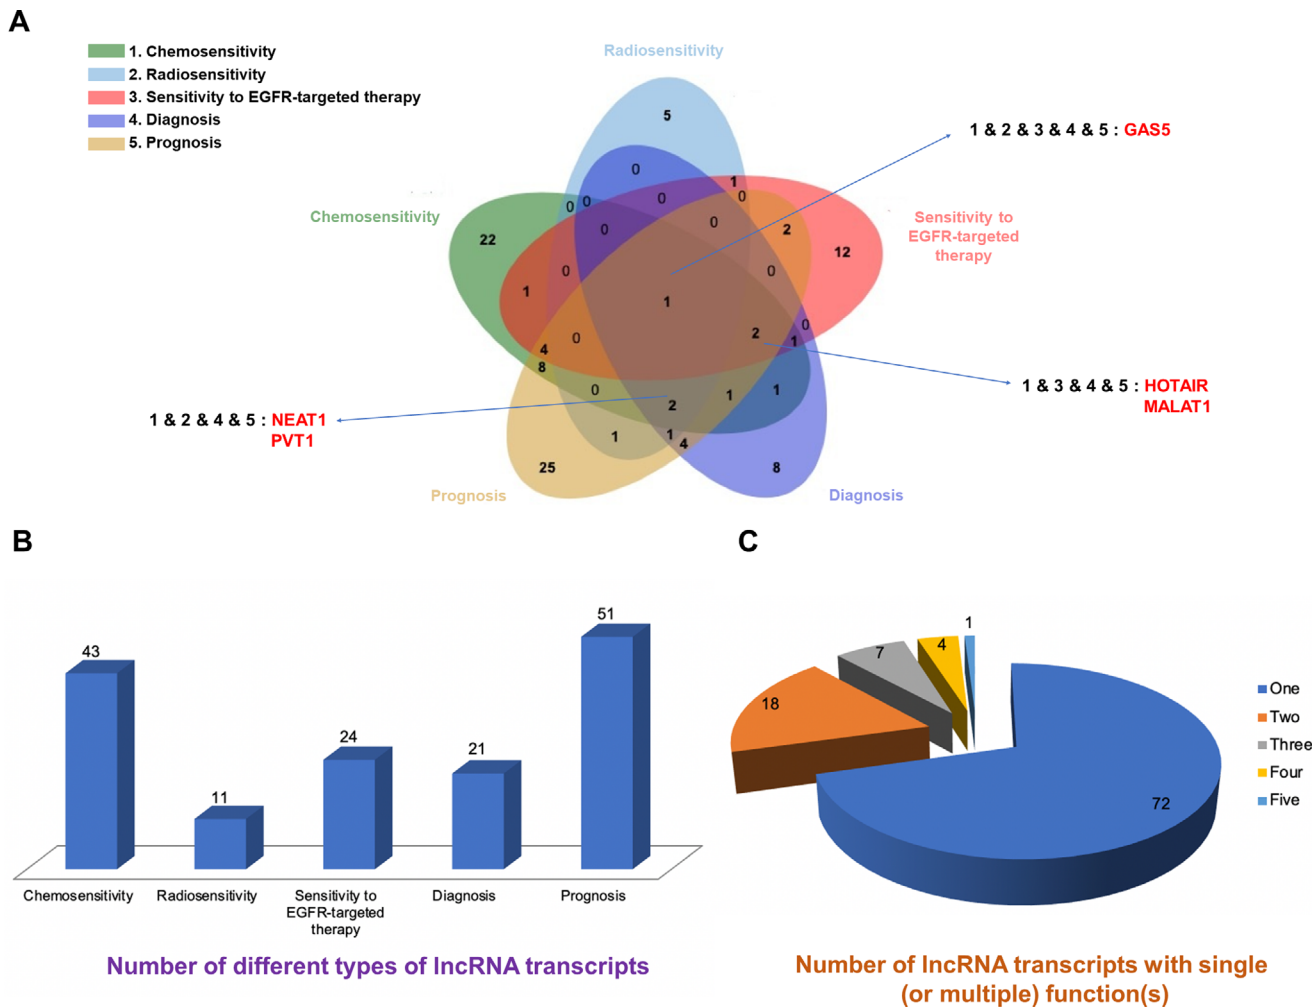 A
1. Chemosensitivity
2. Radiosensitivity
3. Sensitivity to EGFR-targeted therapy
4. Diagnosis
5. Prognosis
Radiosensitivity
Chemosensitivity
Sensitivity to
EGFR-targeted
therapy
Prognosis
Diagnosis
1 & 2 & 3 & 4 & 5 : GAS5
1 & 3 & 4 & 5 : HOTAIR
MALAT1
1 & 2 & 4 & 5 : NEAT1
PVT1
5
0
1
0 0 0 0
0 0
22
2
12
0 0
1
1
0
2
1
4
0
8
0
2
1
1
1
1
4
25
8
B
43
11
24
21
51
Chemosensitivity
Radiosensitivity
Sensitivity to
EGFR-targeted
therapy
Diagnosis
Prognosis
Number of different types of lncRNA transcripts
C
1
4
7
18
72
One
Two
Three
Four
Five
Number of lncRNA transcripts with single
(or multiple) function(s)